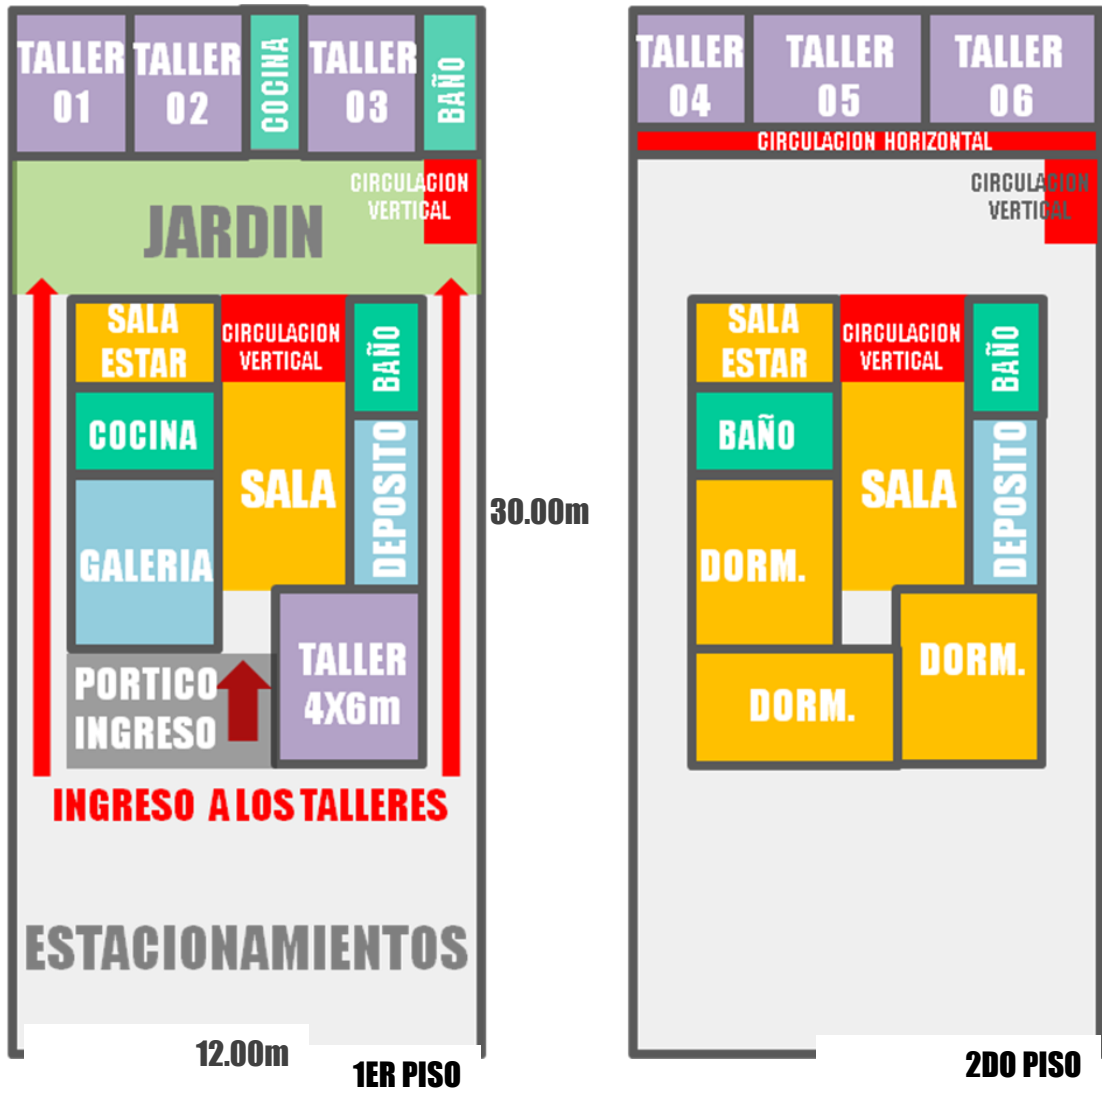 TALLER
01
TALLER
02
COCINA
TALLER
03
BAÑO
CIRCULACION
VERTICAL
JARDIN
SALA
ESTAR
CIRCULACION
VERTICAL
BAÑO
COCINA
SALA
DEPOSITO
GALERIA
TALLER
4X6m
PORTICO
INGRESO
INGRESO A LOS TALLERES
ESTACIONAMIENTOS
12.00m
1ER PISO
30.00m
TALLER
04
TALLER
05
TALLER
06
CIRCULACION HORIZONTAL
CIRCULACION
VERTICAL
SALA
ESTAR
CIRCULACION
VERTICAL
BAÑO
BAÑO
SALA
DEPOSITO
DORM.
DORM.
DORM.
2DO PISO